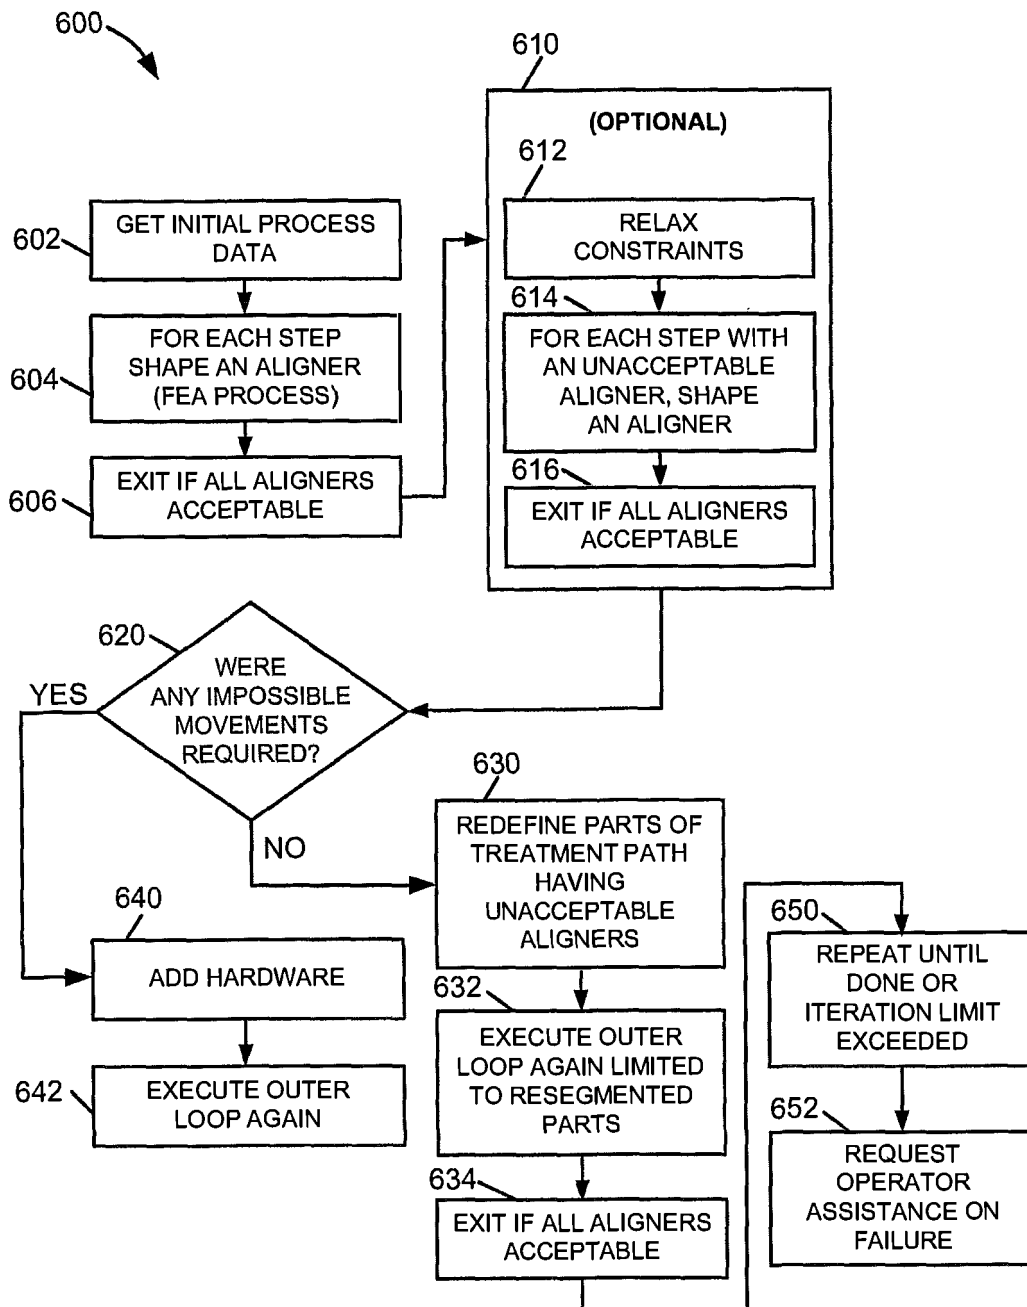 600
602
GET INITIAL PROCESS
DATA
604
FOR EACH STEP
SHAPE AN ALIGNER
(FEA PROCESS)
606
EXIT IF ALL ALIGNERS
ACCEPTABLE
610
(OPTIONAL)
612
RELAX
CONSTRAINTS
614
FOR EACH STEP WITH
AN UNACCEPTABLE
ALIGNER, SHAPE
AN ALIGNER
616
EXIT IF ALL ALIGNERS
ACCEPTABLE
620
WERE
ANY IMPOSSIBLE
MOVEMENTS
REQUIRED?
YES
NO
640
ADD HARDWARE
642
EXECUTE OUTER
LOOP AGAIN
630
REDEFINE PARTS OF
TREATMENT PATH
HAVING
UNACCEPTABLE
ALIGNERS
632
EXECUTE OUTER
LOOP AGAIN LIMITED
TO RESEGMENTED
PARTS
634
EXIT IF ALL ALIGNERS
ACCEPTABLE
650
REPEAT UNTIL
DONE OR
ITERATION LIMIT
EXCEEDED
652
REQUEST
OPERATOR
ASSISTANCE ON
FAILURE